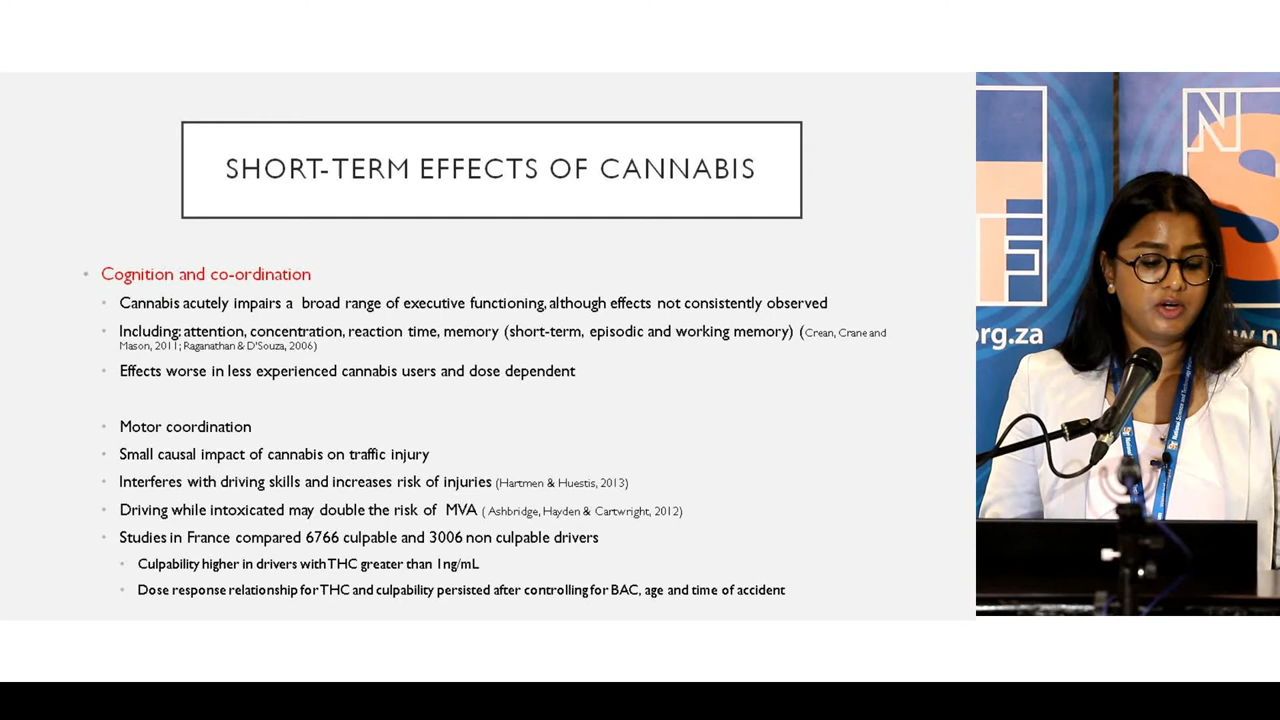 SHORT-TERM EFFECTS OF CANNABIS
Cognition and co-ordination
Cannabis acutely impairs a broad range of executive functioning, although effects not consistently observed
Including: attention, concentration, reaction time, memory (short-term, episodic and working memory) (Crean, Crane and
Mason, 2011; Raganathan & D'Souza, 2006)
Effects worse in less experienced cannabis users and dose dependent
Motor coordination
Small causal impact of cannabis on traffic injury
Interferes with driving skills and increases risk of injuries (Hartmen & Huestis, 2013)
Driving while intoxicated may double the risk of MVA ( Ashbridge, Hayden & Cartwright, 2012)
Studies in France compared 6766 culpable and 3006 non culpable drivers
Culpability higher in drivers with THC greater than 1ng/mL
Dose response relationship for THC and culpability persisted after controlling for BAC, age and time of accident
N
S
F
org.za
National Science and Technology